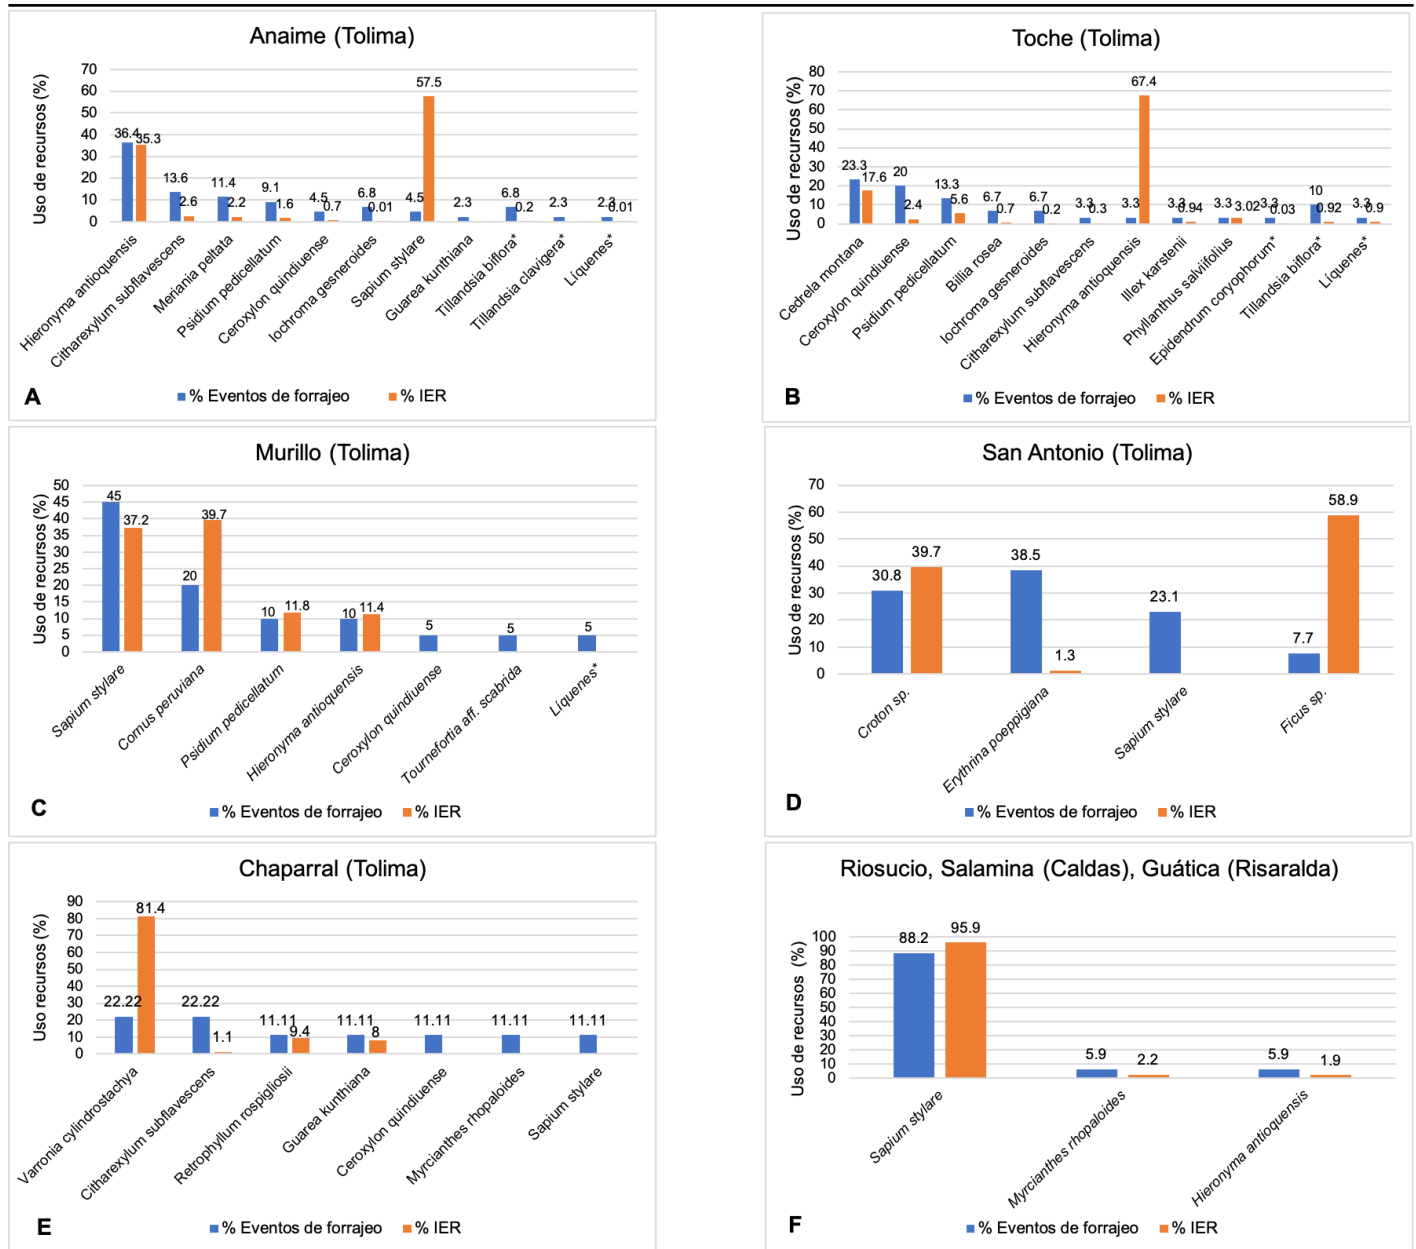 Anaime (Tolima)
Uso de recursos (%)
70
60
50
40
30
20
10
0
36.4
35.3
13.6
2.6
11.4
2.2
9.1
1.6
4.5
0.7
6.8
0.01
4.5
57.5
2.3
6.8
0.2
2.3
2.3
0.01
Hieronyma antioquensis
Citharexylum subflavescens
Meriania peltata
Psidium pedicellatum
Ceroxylon quindiuense
Iochroma gesneroides
Sapium stylare
Guarea kunthiana
Tillandsia biflora*
Tillandsia clavigera*
Líquenes*
% Eventos de forrajeo
% IER
A
Toche (Tolima)
Uso de recursos (%)
80
70
60
50
40
30
20
10
0
23.3
17.6
20
2.4
13.3
5.6
6.7
0.7
6.7
0.2
3.3
0.3
3.3
67.4
3.3
0.94
3.3
3.02
3.3
0.03
10
0.92
3.3
0.9
Cedrela montana
Ceroxylon quindiuense
Psidium pedicellatum
Billia rosea
Iochroma gesneroides
Citharexylum subflavescens
Hieronyma antioquensis
Illex karstenii
Phyllanthus salviifolius
Epidendrum coryophorum*
Tillandsia biflora*
Líquenes*
% Eventos de forrajeo
% IER
B
Murillo (Tolima)
Uso de recursos (%)
50
45
40
35
30
25
20
15
10
5
0
45
37.2
20
39.7
10
11.8
10
11.4
5
5
5
Sapium stylare
Cornus peruviana
Psidium pedicellatum
Hieronyma antioquensis
Ceroxylon quindiuense
Tournefortia aff. scabrida
Líquenes*
% Eventos de forrajeo
% IER
C
San Antonio (Tolima)
Uso de recursos (%)
70
60
50
40
30
20
10
0
30.8
39.7
38.5
1.3
23.1
7.7
58.9
Croton sp.
Erythrina poeppigiana
Sapium stylare
Ficus sp.
% Eventos de forrajeo
% IER
D
Chaparral (Tolima)
Uso recursos (%)
90
80
70
60
50
40
30
20
10
0
22.22
81.4
22.22
1.1
11.11
9.4
11.11
8
11.11
11.11
11.11
Varronia cylindrostachya
Citharexylum subflavescens
Retrophyllum rospigliosii
Guarea kunthiana
Ceroxylon quindiuense
Myrcianthes rhopaloides
Sapium stylare
% Eventos de forrajeo
% IER
E
Riosucio, Salamina (Caldas), Guática (Risaralda)
Uso de recursos (%)
100
90
80
70
60
50
40
30
20
10
0
88.2
95.9
5.9
2.2
5.9
1.9
Sapium stylare
Myrcianthes rhopaloides
Hieronyma antioquensis
% Eventos de forrajeo
% IER
F